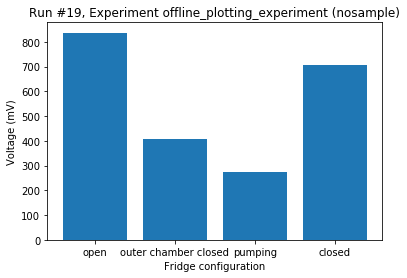 Run #19, Experiment offline_plotting_experiment (nosample)
800
700
600
500
400
300
200
100
0
Voltage (mV)
open outer chamber closed pumping closed
Fridge configuration